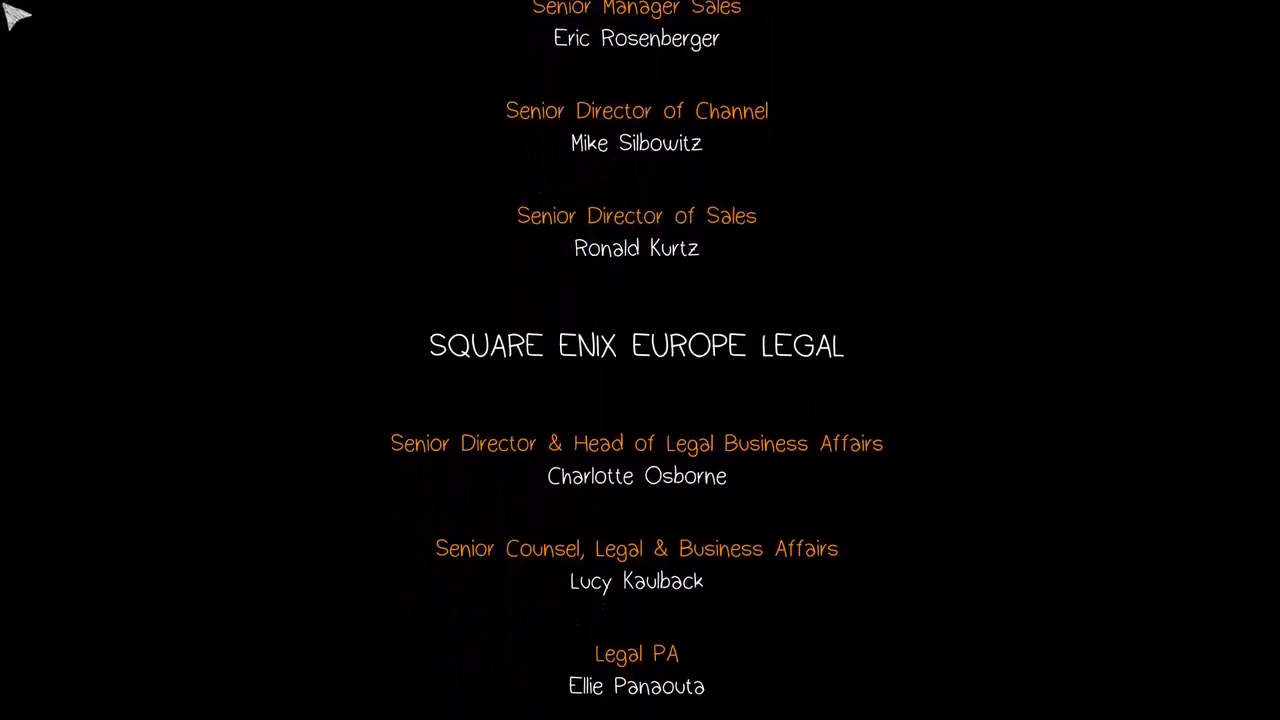 Senior Manager Sales
Eric Rosenberger
Senior Director of Channel
Mike Silbowitz
Senior Director of Sales
Ronald Kurtz
SQUARE ENIX EUROPE LEGAL
Senior Director & Head of Legal Business Affairs
Charlotte Osborne
Senior Counsel, Legal & Business Affairs
Lucy Kaulback
Legal PA
Ellie Panaouta